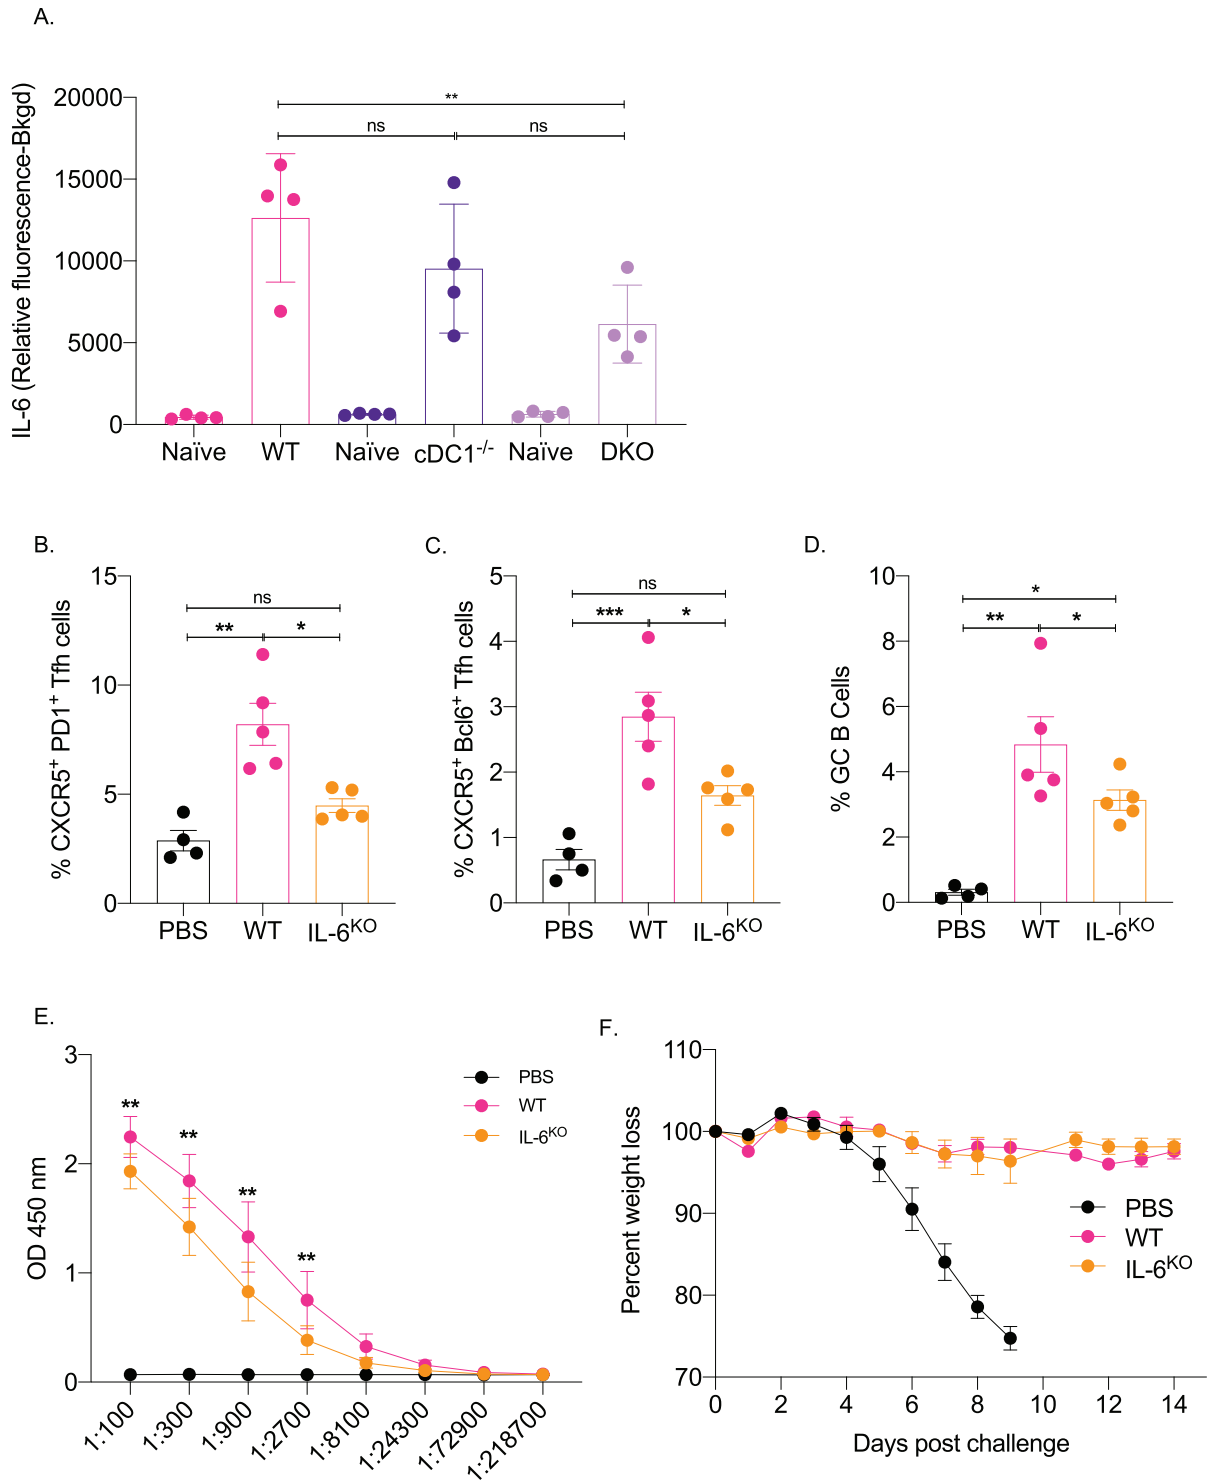 A.
IL-6 (Relative fluorescence-Bkgd)
20000
15000
10000
5000
0
**
ns
ns
Naïve
WT
Naïve
cDC1-/-
Naïve
DKO
B.
% CXCR5+ PD1+ Tfh cells
15
10
5
0
ns
**
*
PBS
WT
IL-6KO
C.
% CXCR5+ Bcl6+ Tfh cells
5
4
3
2
1
0
ns
***
*
PBS
WT
IL-6KO
D.
% GC B Cells
10
8
6
4
2
0
*
**
*
PBS
WT
IL-6KO
E.
OD 450 nm
3
2
1
0
**
**
**
**
PBS
WT
IL-6KO
1:100
1:300
1:900
1:2700
1:8100
1:24300
1:72900
1:218700
F.
Percent weight loss
110
100
90
80
70
PBS
WT
IL-6KO
0
2
4
6
8
10
12
14
Days post challenge